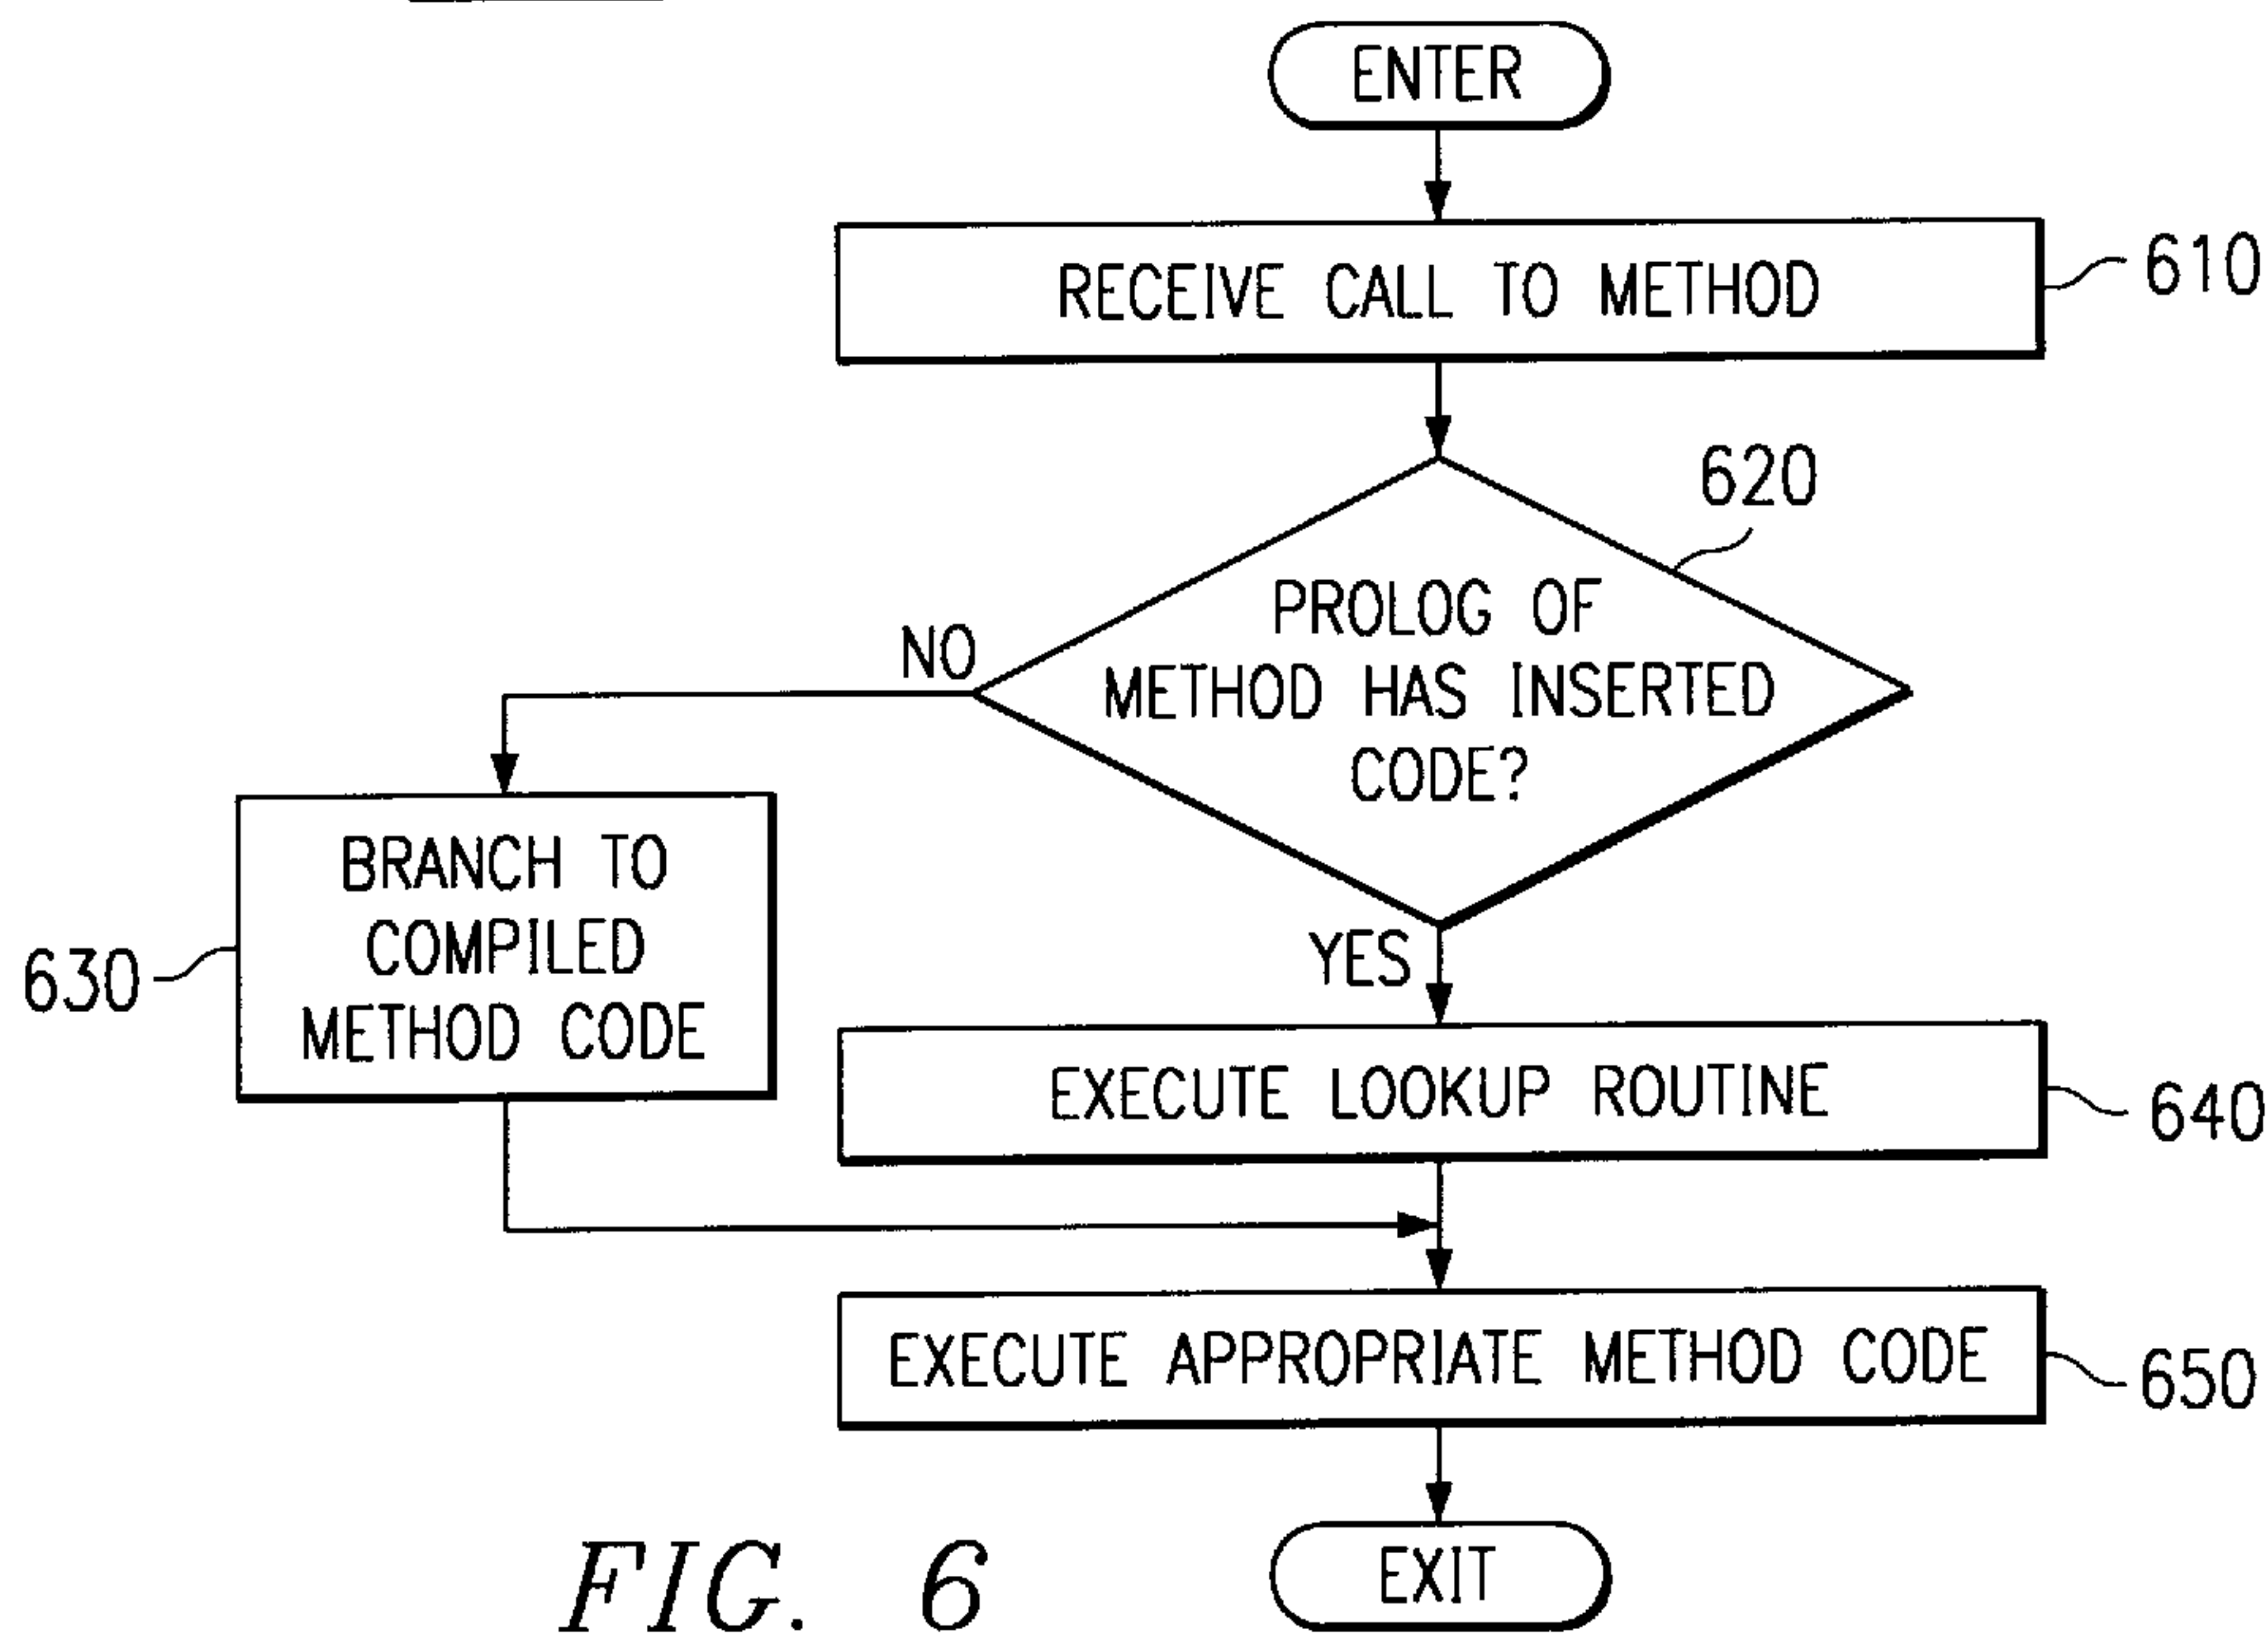 ENTER
RECEIVE CALL TO METHOD
610
620
PROLOG OF
METHOD HAS INSERTED
CODE?
NO
BRANCH TO
COMPILED
METHOD CODE
630
YES
EXECUTE LOOKUP ROUTINE
640
EXECUTE APPROPRIATE METHOD CODE
650
EXIT
FIG. 6